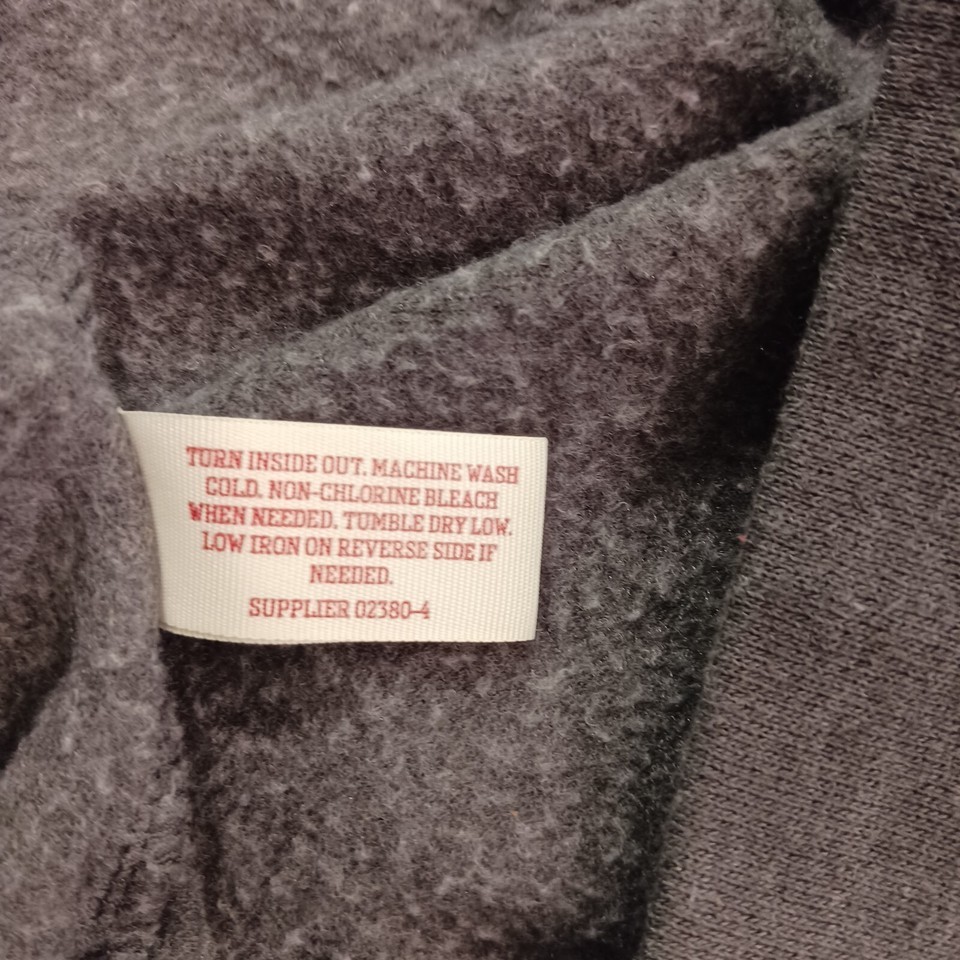 TURN INSIDE OUT. MACHINE WASH
COLD. NON-CHLORINE BLEACH
WHEN NEEDED. TUMBLE DRY LOW.
LOW IRON ON REVERSE SIDE IF
NEEDED.
SUPPLIER 02380-4